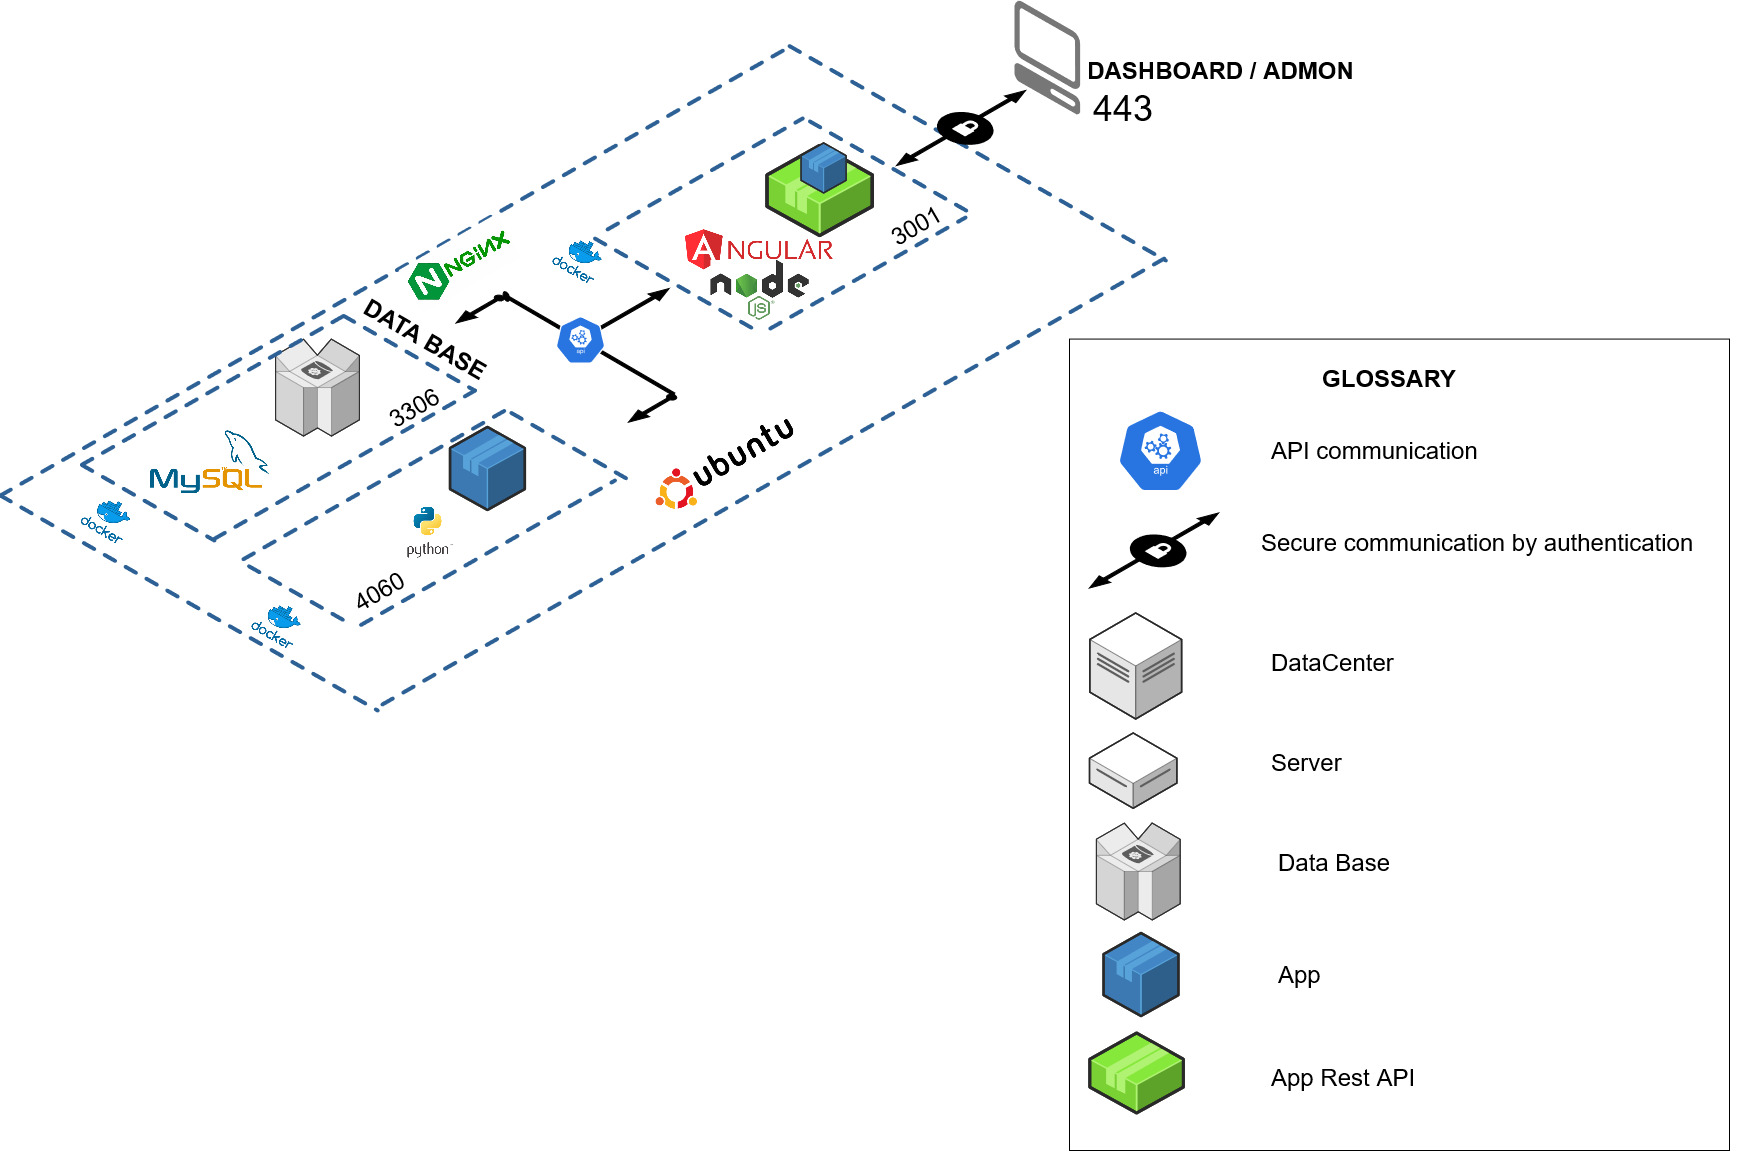 DASHBOARD / ADMON
443
3001
ANGULAR
node
JS
docker
NGiNX
api
DATA BASE
3306
MySQL
docker
ubuntu
python
4060
docker
GLOSSARY
api
API communication
Secure communication by authentication
DataCenter
Server
Data Base
App
App Rest API